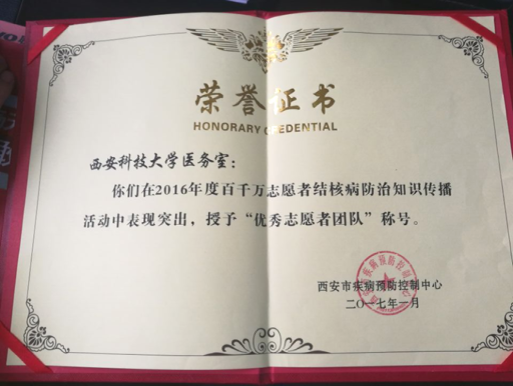 荣誉证书
HONORARY CREDENTIAL
西安科技大学医务室：
你们在2016年度百千万志愿者结核病防治知识传播
活动中表现突出，授予“优秀志愿者团队”称号。
西安市疾病预防控制中心
二〇一七年一月